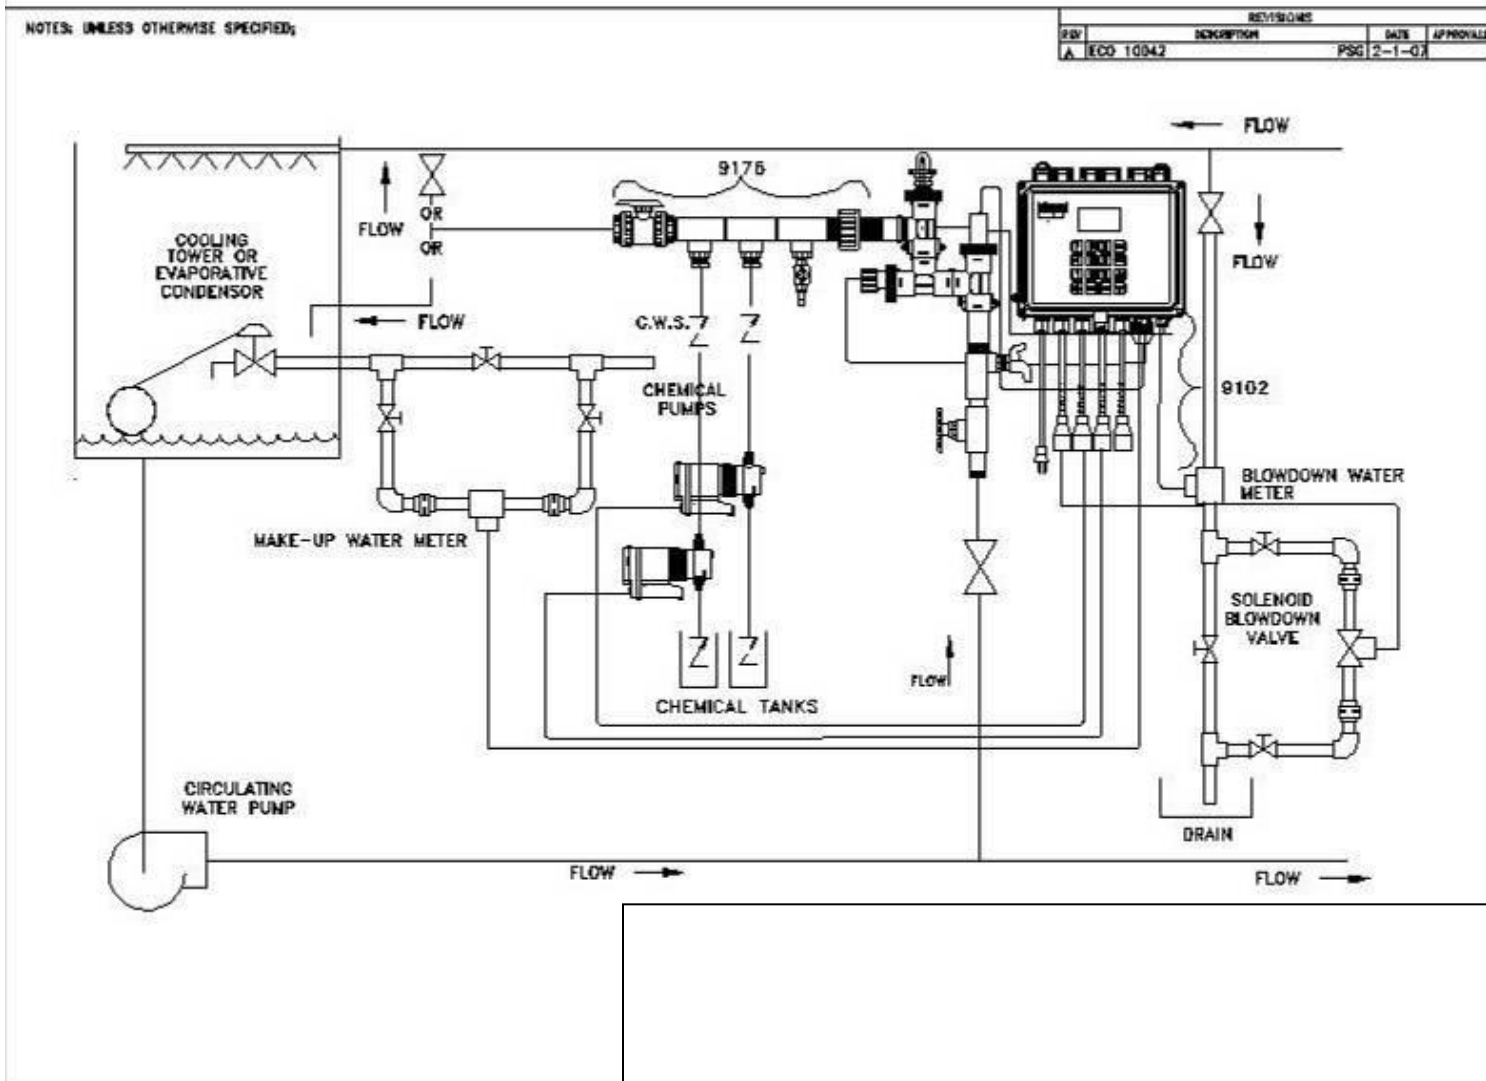 NOTES: UNLESS OTHERWISE SPECIFIED;
REVISIONS
REV DESCRIPTION DATE APPROVAL
A ECO 10042 PSG 2-1-07
FLOW
9176
OR
FLOW
OR
COOLING
TOWER OR
EVAPORATIVE
CONDENSOR
FLOW
FLOW
C.W.S.
CHEMICAL
PUMPS
9102
BLOWDOWN WATER
METER
MAKE-UP WATER METER
SOLENOID
BLOWDOWN
VALVE
FLOW
CHEMICAL TANKS
CIRCULATING
WATER PUMP
DRAIN
FLOW
FLOW